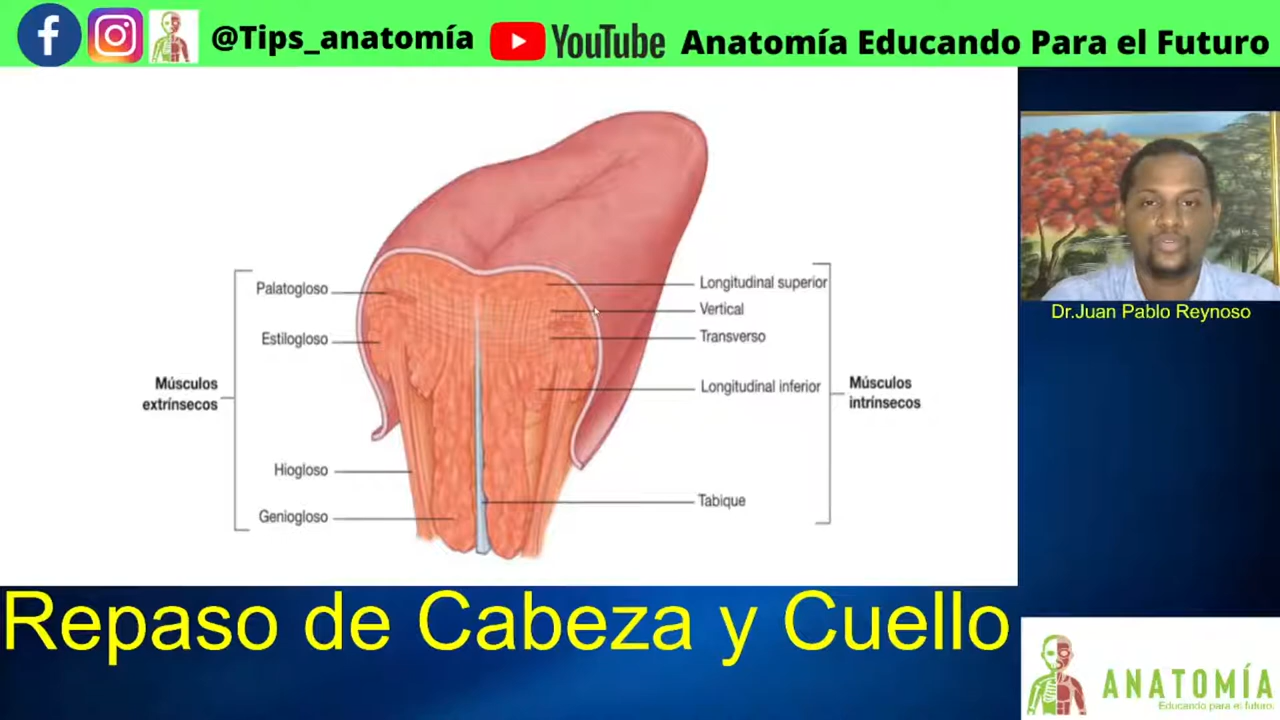 @Tips_anatomía
YouTube
Anatomía Educando Para el Futuro
Palatogloso
Estilogloso
Músculos
extrínsecos
Hiogloso
Geniogloso
Longitudinal superior
Vertical
Transverso
Longitudinal inferior
Músculos
intrínsecos
Tabique
Dr.Juan Pablo Reynoso
Repaso de Cabeza y Cuello
ANATOMÍA
Educando para el futuro.